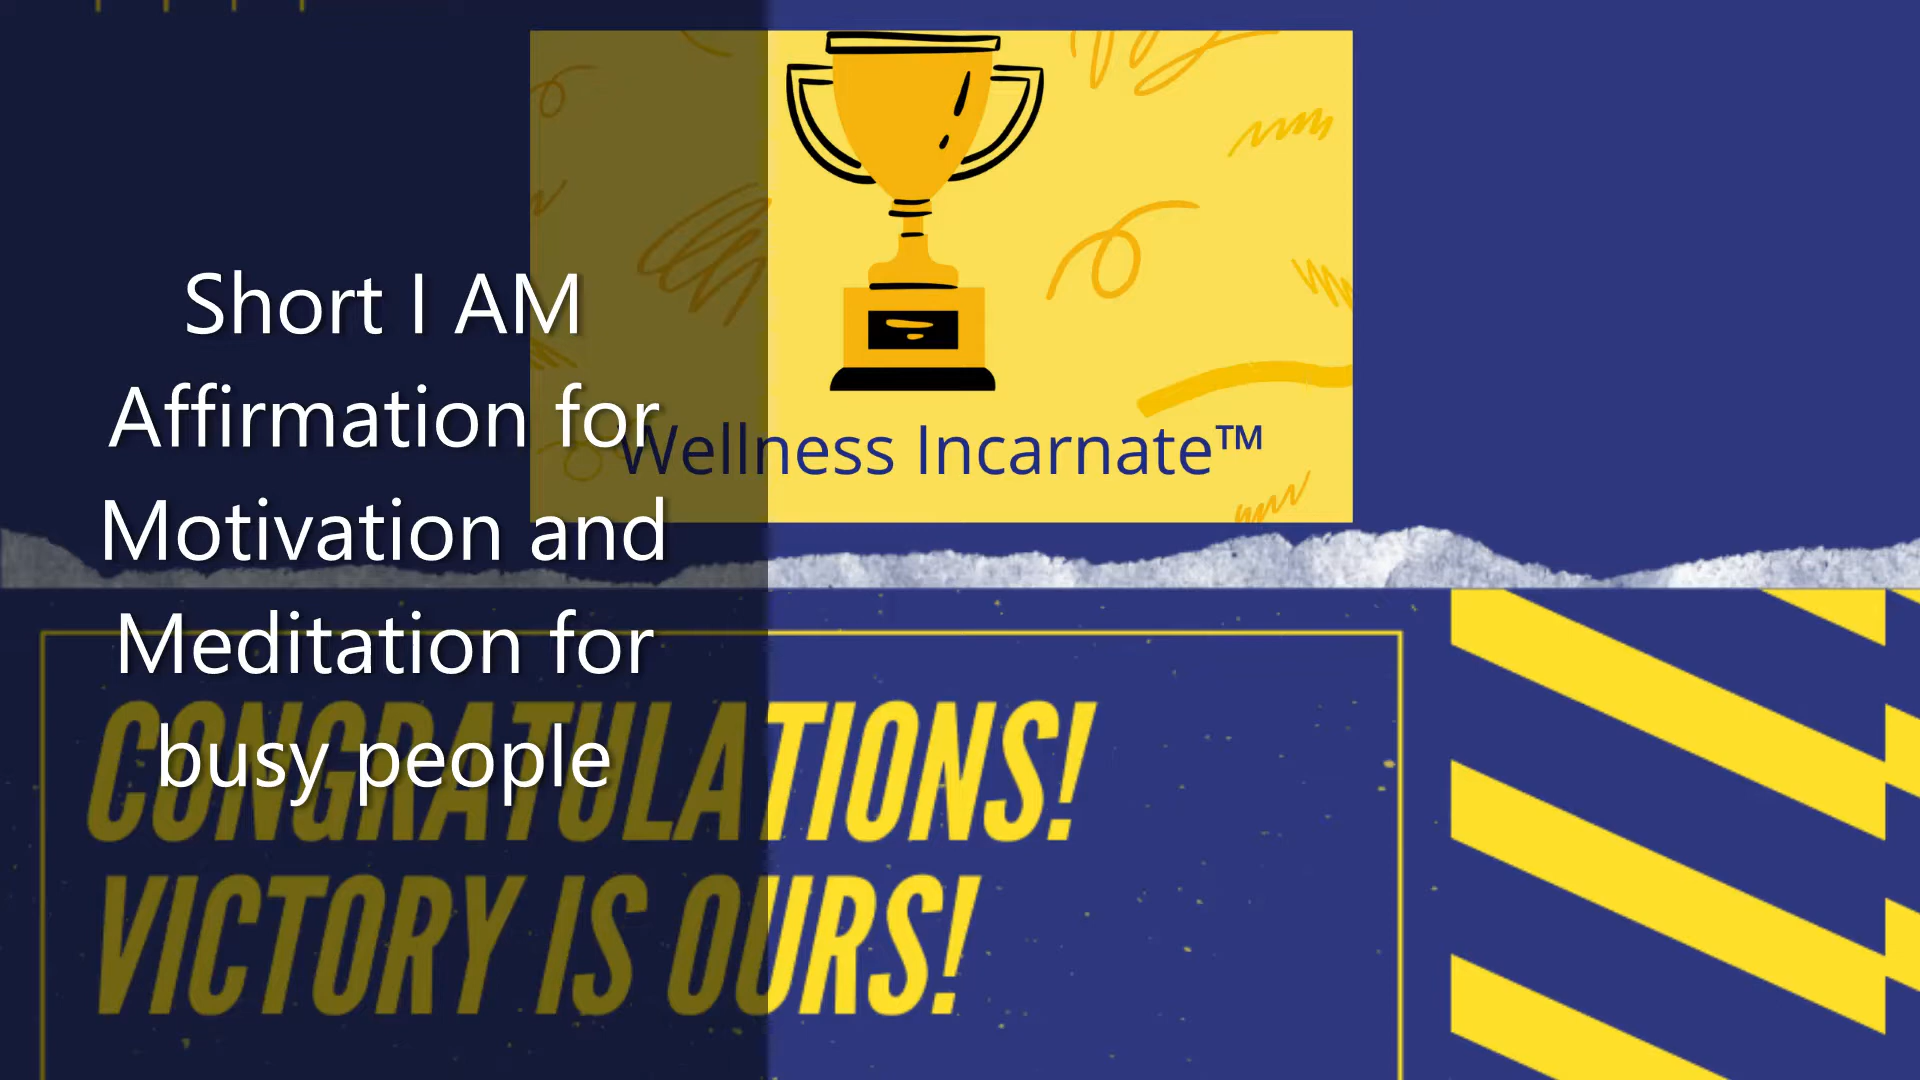 Short I AM
Affirmation for
Motivation and
Meditation for
busy people
Wellness Incarnate™
CONGRATULATIONS!
VICTORY IS OURS!